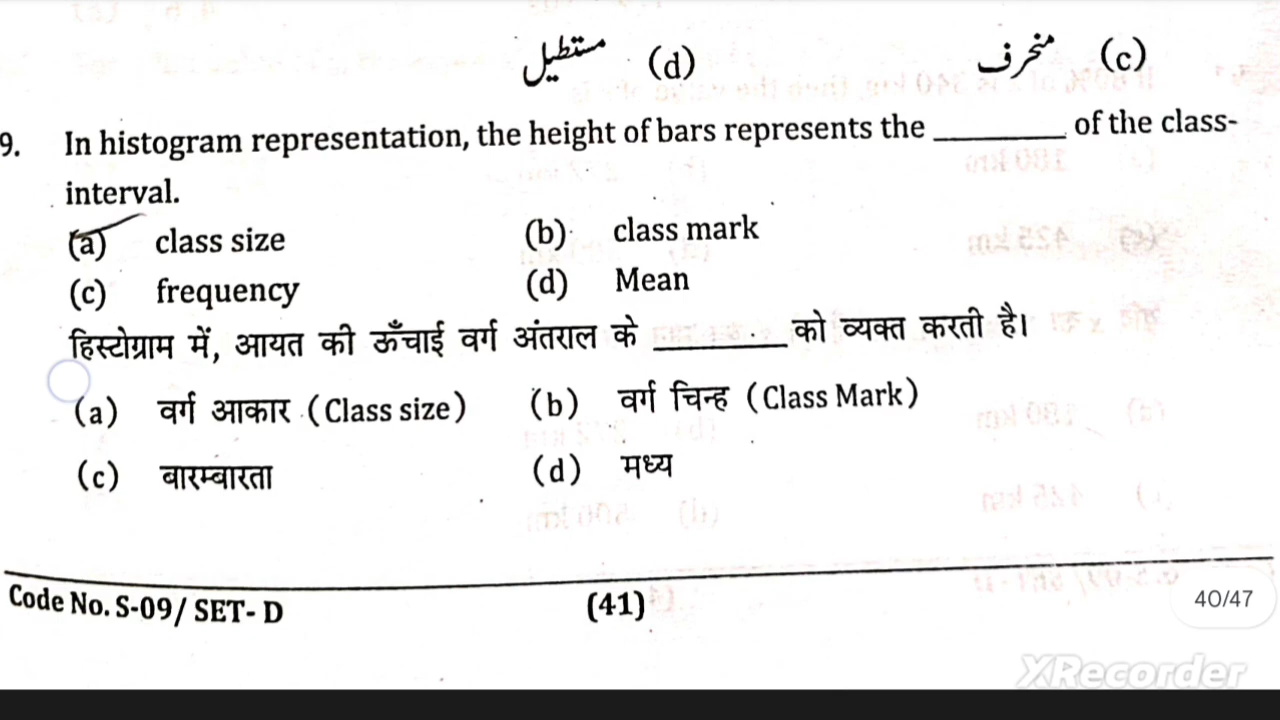 (c) منحرف (d) مستطیل
9. In histogram representation, the height of bars represents the ________ of the class-
interval.
(a) class size (b) class mark
(c) frequency (d) Mean
हिस्टोग्राम में, आयत की ऊँचाई वर्ग अंतराल के ________ को व्यक्त करती है।
(a) वर्ग आकार (Class size) (b) वर्ग चिन्ह (Class Mark)
(c) बारम्बारता (d) मध्य
Code No. S-09/ SET- D (41) 40/47
XRecorder